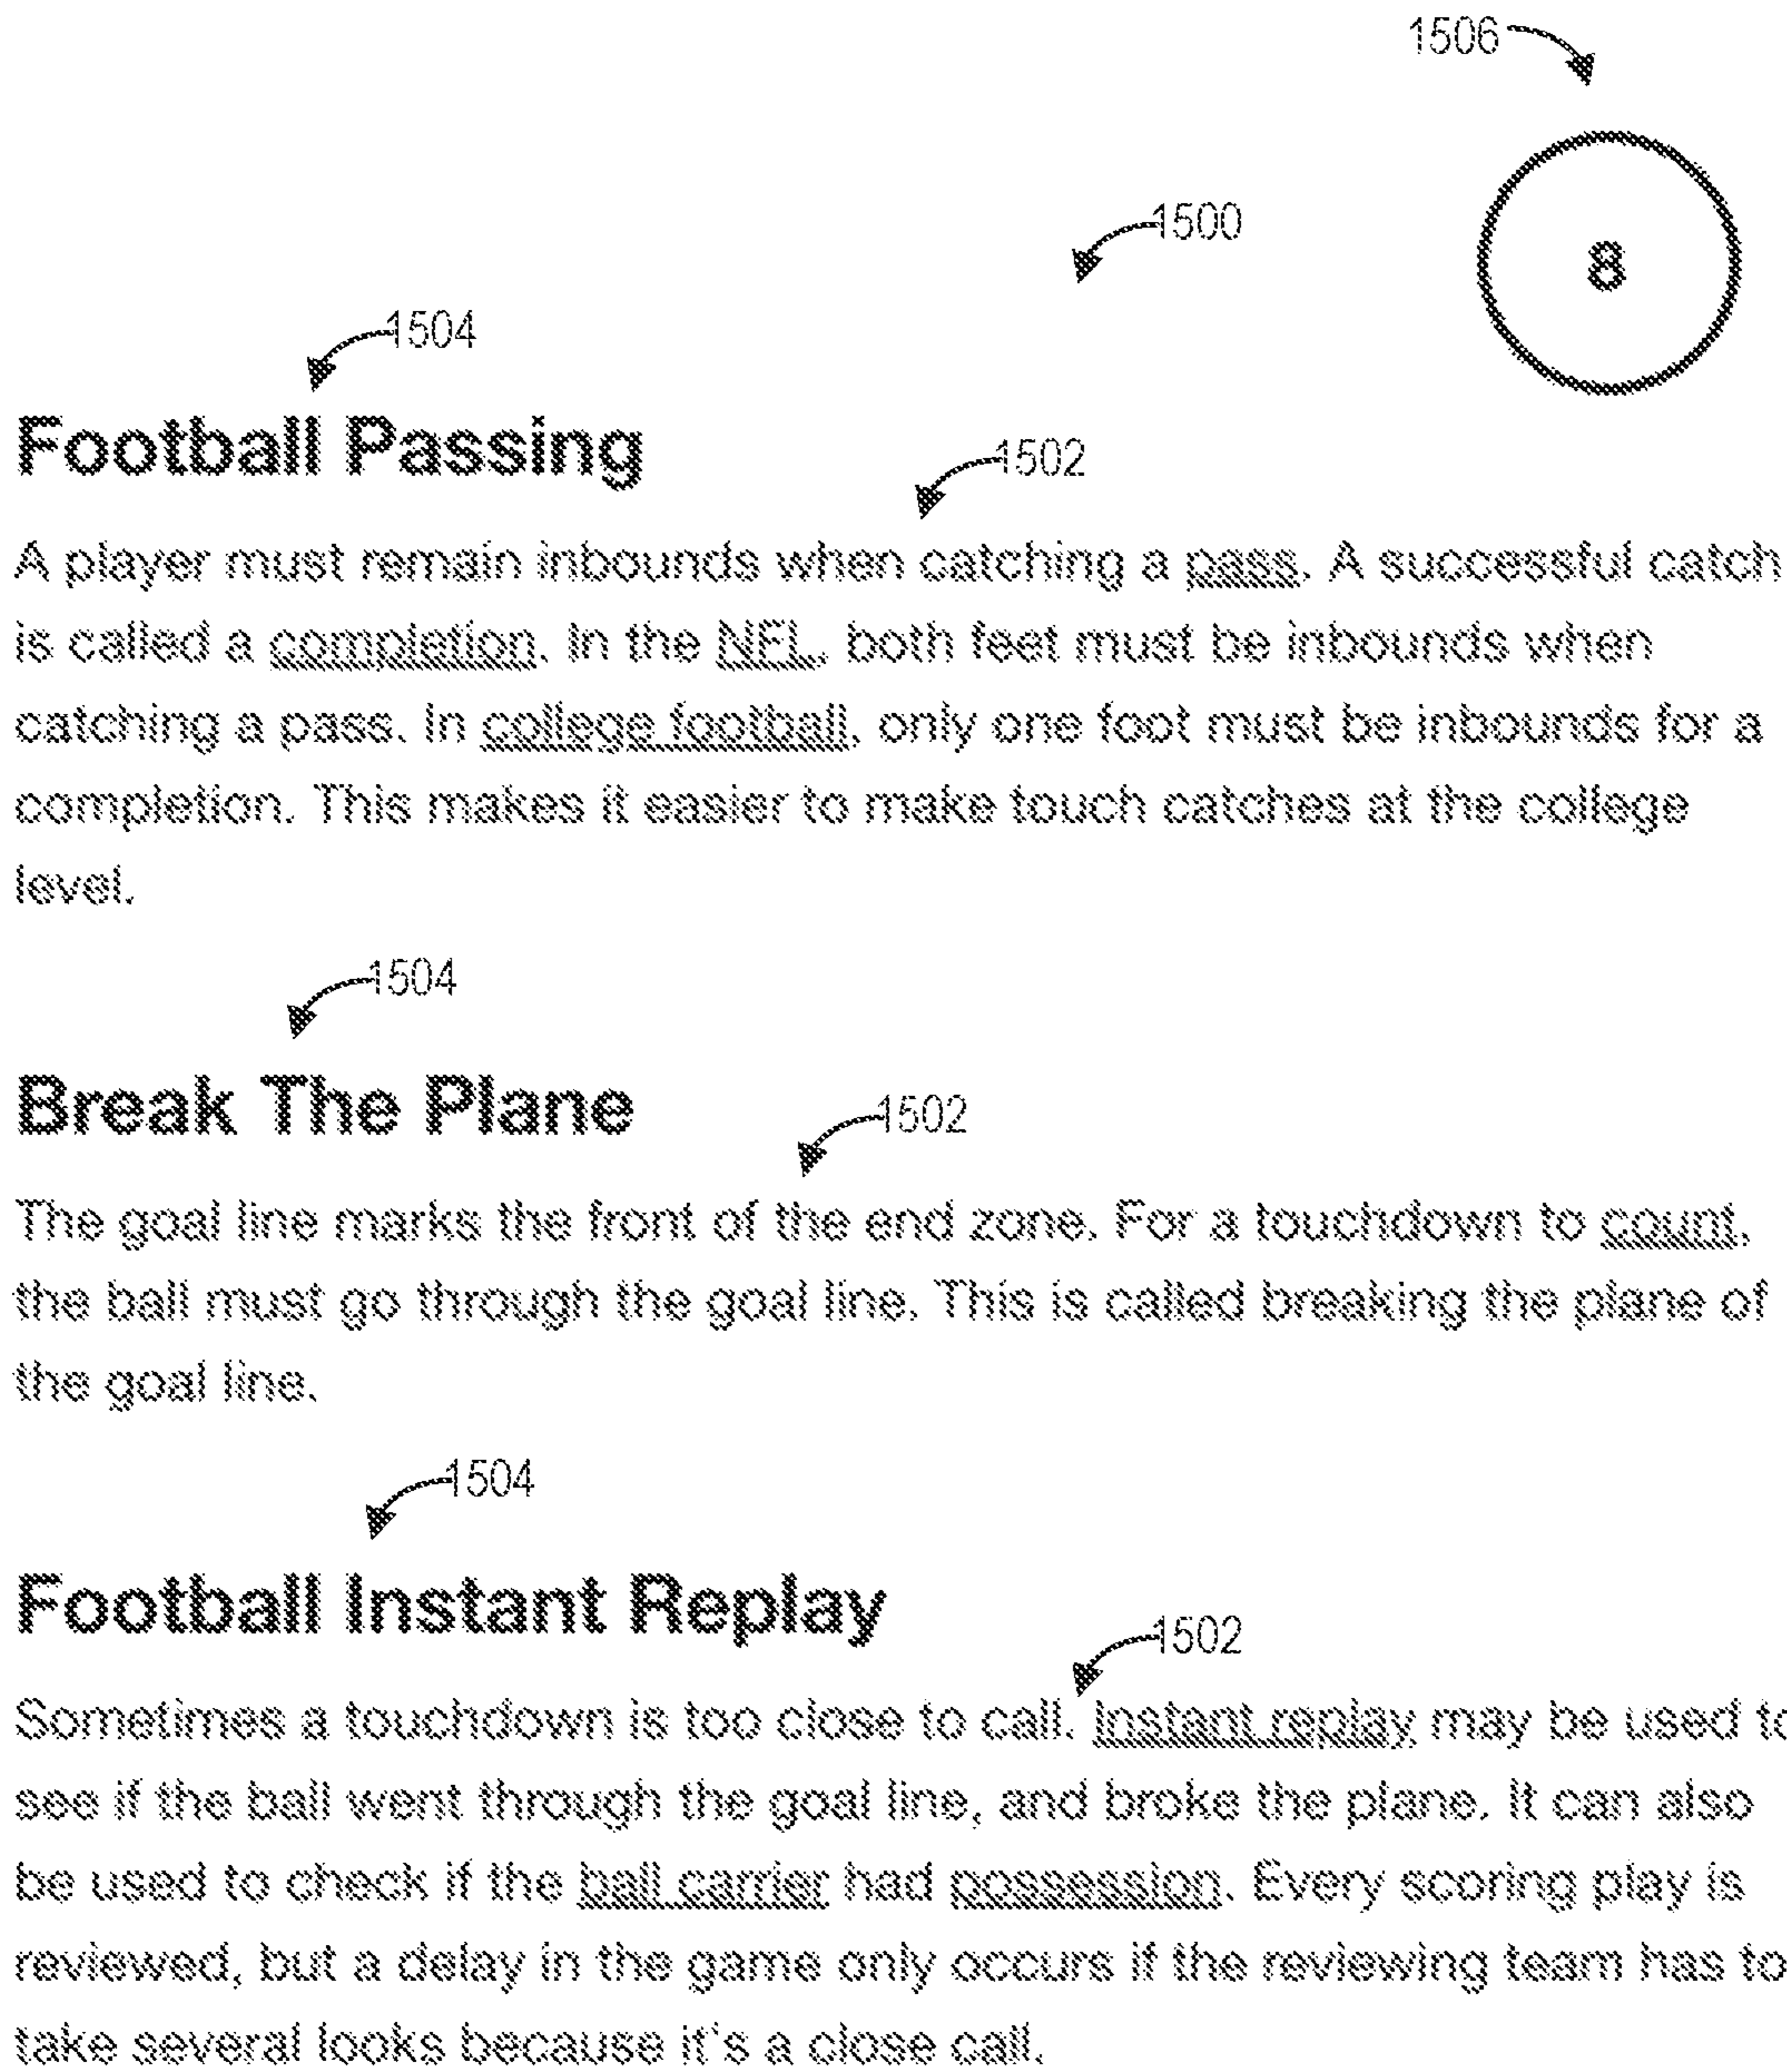 1506
1500
8
1504
Football Passing
1502
A player must remain inbounds when catching a pass. A successful catch
is called a completion. In the NFL, both feet must be inbounds when
catching a pass. In college football, only one foot must be inbounds for a
completion. This makes it easier to make touch catches at the college
level.
1504
Break The Plane
1502
The goal line marks the front of the end zone. For a touchdown to count,
the ball must go through the goal line. This is called breaking the plane of
the goal line.
1504
Football Instant Replay
1502
Sometimes a touchdown is too close to call. Instant replay may be used to
see if the ball went through the goal line, and broke the plane. It can also
be used to check if the ball carrier had possession. Every scoring play is
reviewed, but a delay in the game only occurs if the reviewing team has to
take several looks because it's a close call.